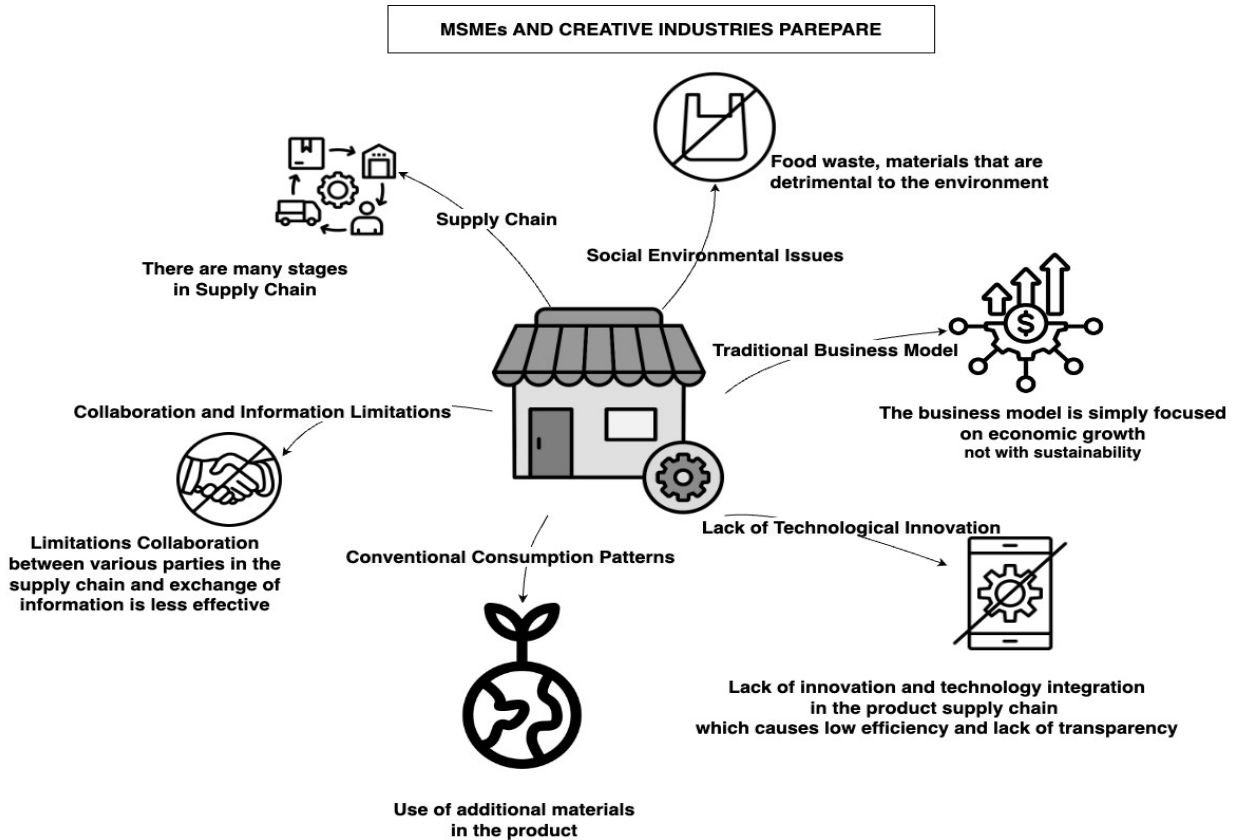 MSMEs AND CREATIVE INDUSTRIES PAREPARE
Food waste, materials that are
detrimental to the environment
Supply Chain
Social Environmental Issues
There are many stages
in Supply Chain
$
Traditional Business Model
The business model is simply focused
on economic growth
not with sustainability
Collaboration and Information Limitations
Limitations Collaboration
between various parties in the
supply chain and exchange of
information is less effective
Lack of Technological Innovation
Conventional Consumption Patterns
Lack of innovation and technology integration
in the product supply chain
which causes low efficiency and lack of transparency
Use of additional materials
in the product